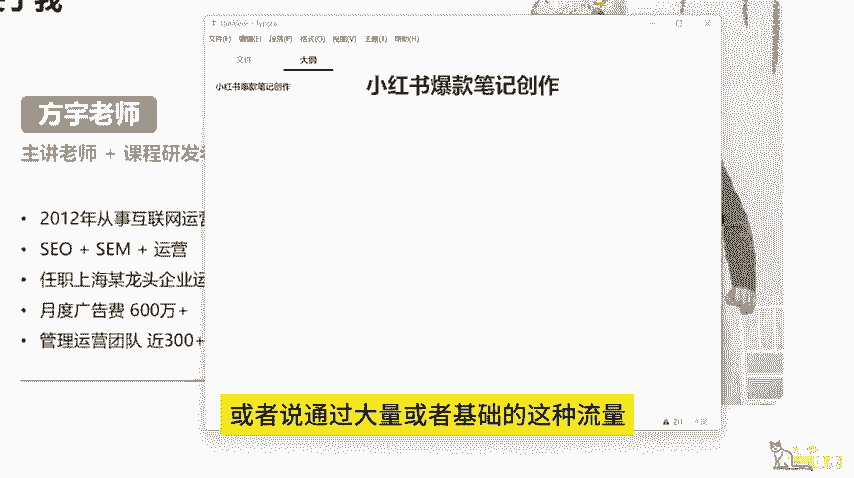 方宇老师
主讲老师 + 课程研发
2012年从事互联网运营
SEO + SEM + 运营
任职上海某龙头企业运
月度广告费 600万+
管理运营团队 近300+
文件(F) 编辑(E) 段落(P) 格式(O) 视图(V) 主题(T) 帮助(H)
文件 大纲
小红书爆款笔记创作
小红书爆款笔记创作
或者说通过大量或者基础的这种流量